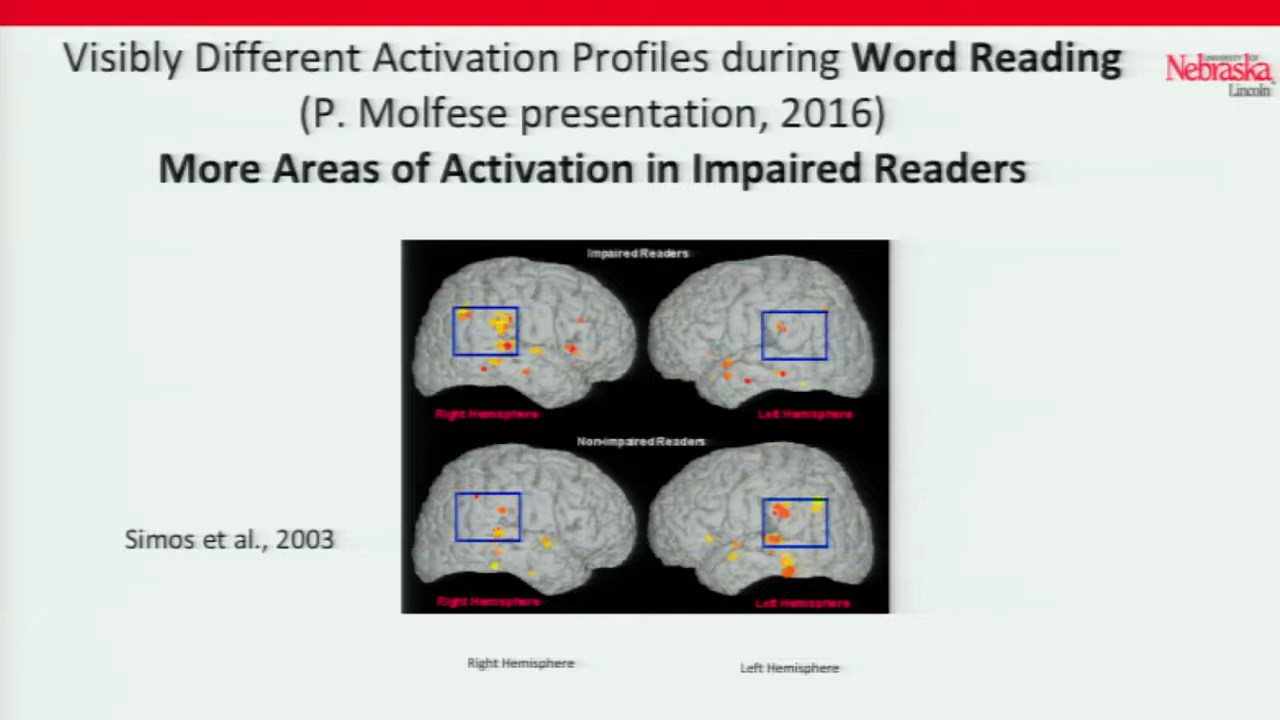 Visibly Different Activation Profiles during Word Reading
UNIVERSITY OF
Nebraska
Lincoln
(P. Molfese presentation, 2016)
More Areas of Activation in Impaired Readers
Impaired Readers
Right Hemisphere
Left Hemisphere
Non-impaired Readers
Simos et al., 2003
Right Hemisphere
Left Hemisphere
Right Hemisphere
Left Hemisphere